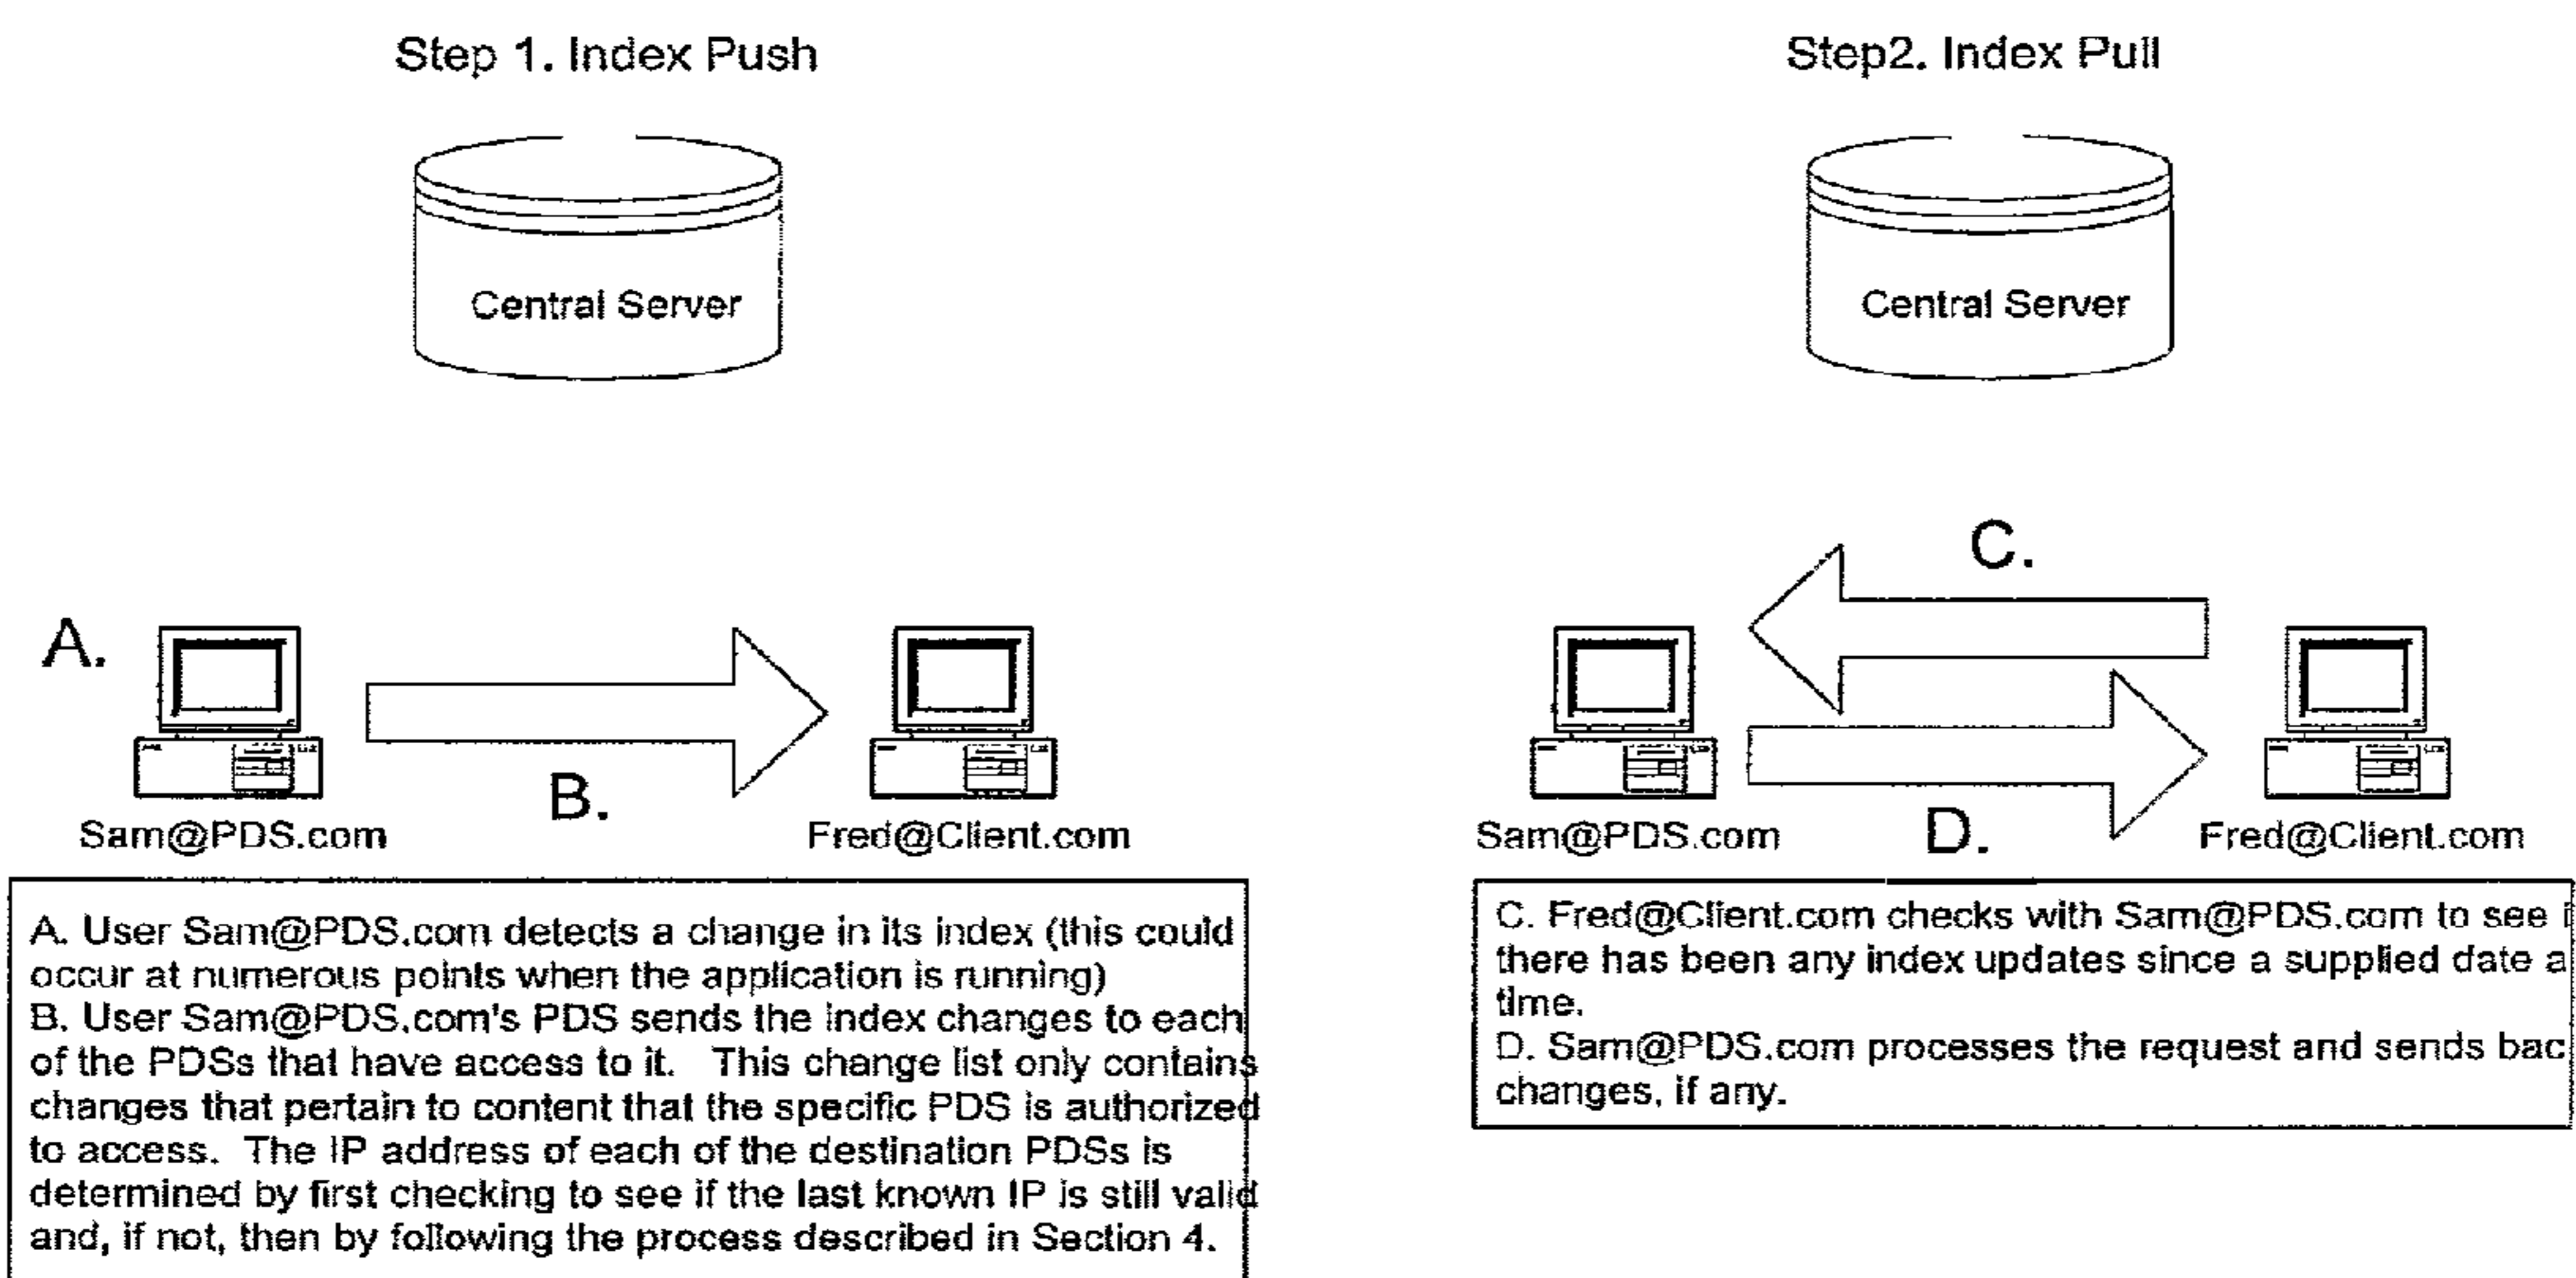 Step 1. Index Push
Central Server
A.
B.
Sam@PDS.com
Fred@Client.com
A. User Sam@PDS.com detects a change in its index (this could
occur at numerous points when the application is running)
B. User Sam@PDS.com's PDS sends the index changes to each
of the PDSs that have access to it. This change list only contains
changes that pertain to content that the specific PDS is authorized
to access. The IP address of each of the destination PDSs is
determined by first checking to see if the last known IP is still valid
and, if not, then by following the process described in Section 4.
Step2. Index Pull
Central Server
C.
D.
Sam@PDS.com
Fred@Client.com
C. Fred@Client.com checks with Sam@PDS.com to see
there has been any index updates since a supplied date
time.
D. Sam@PDS.com processes the request and sends
changes, if any.